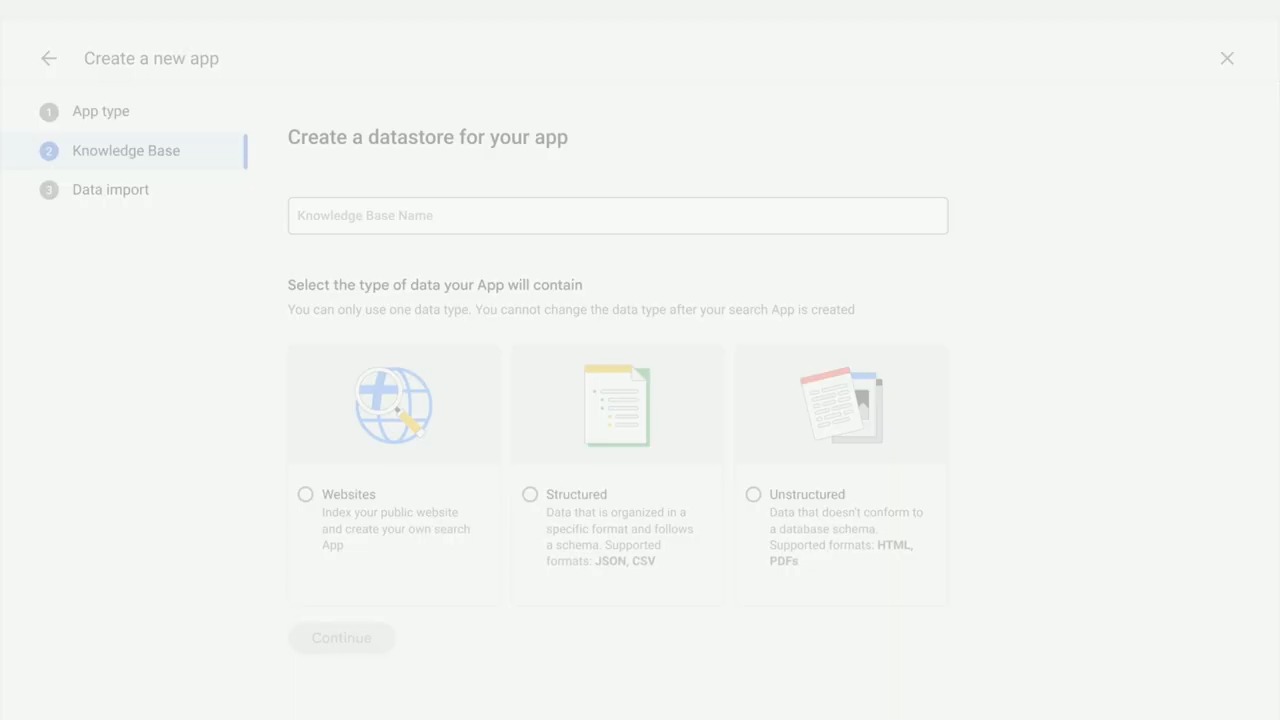 Create a new app
1 App type
2 Knowledge Base
3 Data import
Create a datastore for your app
Knowledge Base Name
Select the type of data your App will contain
You can only use one data type. You cannot change the data type after your search App is created
Websites
Index your public website
and create your own search
App
Structured
Data that is organized in a
specific format and follows
a schema. Supported
formats: JSON, CSV
Unstructured
Data that doesn't conform to
a database schema.
Supported formats: HTML,
PDFs
Continue